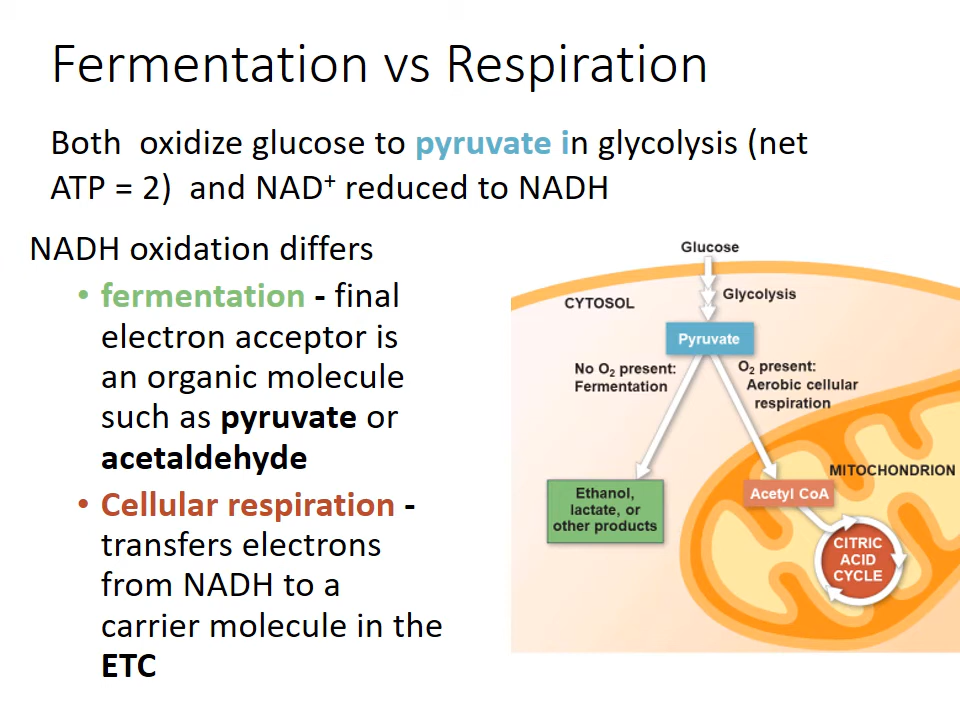 Fermentation vs Respiration
Both oxidize glucose to pyruvate in glycolysis (net
ATP = 2) and NAD⁺ reduced to NADH
NADH oxidation differs
• fermentation - final
electron acceptor is
an organic molecule
such as pyruvate or
acetaldehyde
• Cellular respiration -
transfers electrons
from NADH to a
carrier molecule in the
ETC
Glucose
CYTOSOL
Glycolysis
Pyruvate
No O₂ present:
Fermentation
O₂ present:
Aerobic cellular
respiration
MITOCHONDRION
Ethanol,
lactate, or
other products
Acetyl CoA
CITRIC
ACID
CYCLE